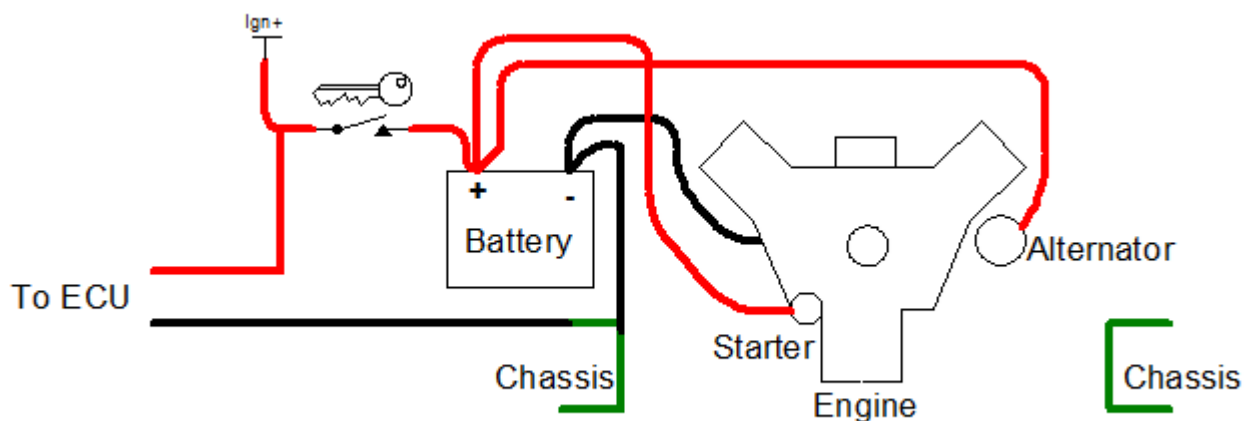 Ign+
+ -
Battery
Alternator
To ECU
Starter
Chassis
Chassis
Engine